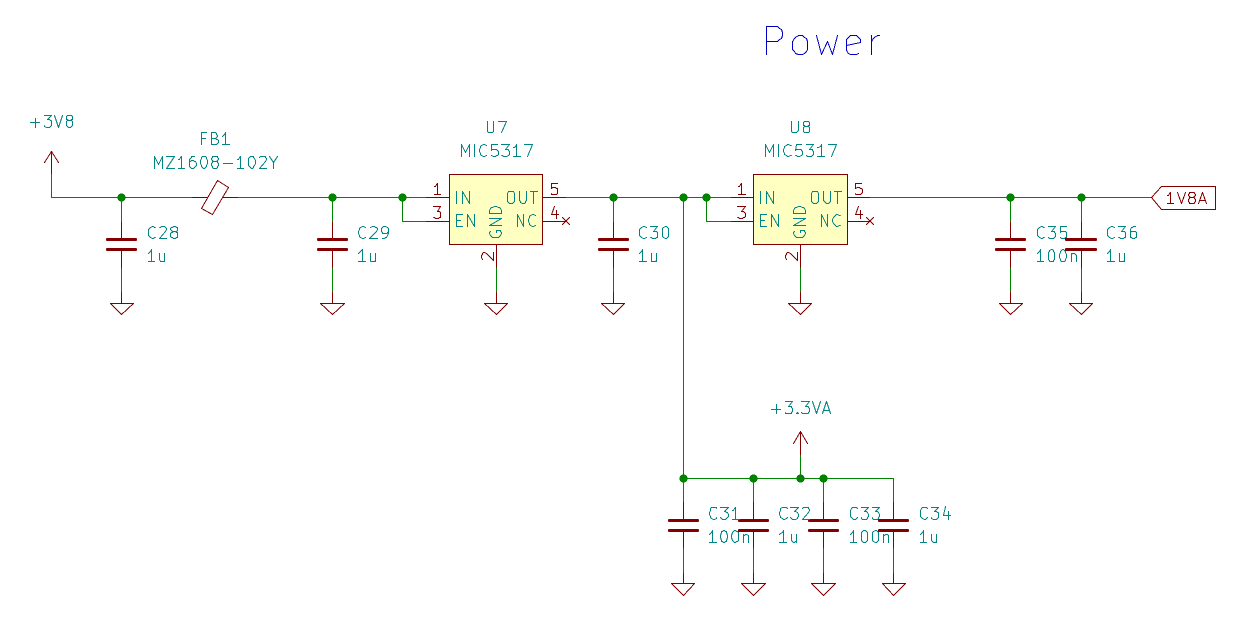 Power
+3V8
FB1
MZ1608-102Y
U7
MIC5317
U8
MIC5317
1 IN OUT 5
3 EN NC 4
GND
2
1 IN OUT 5
3 EN NC 4
GND
2
1V8A
C28
1u
C29
1u
C30
1u
C35
100n
C36
1u
+3.3VA
C31
100n
C32
1u
C33
100n
C34
1u